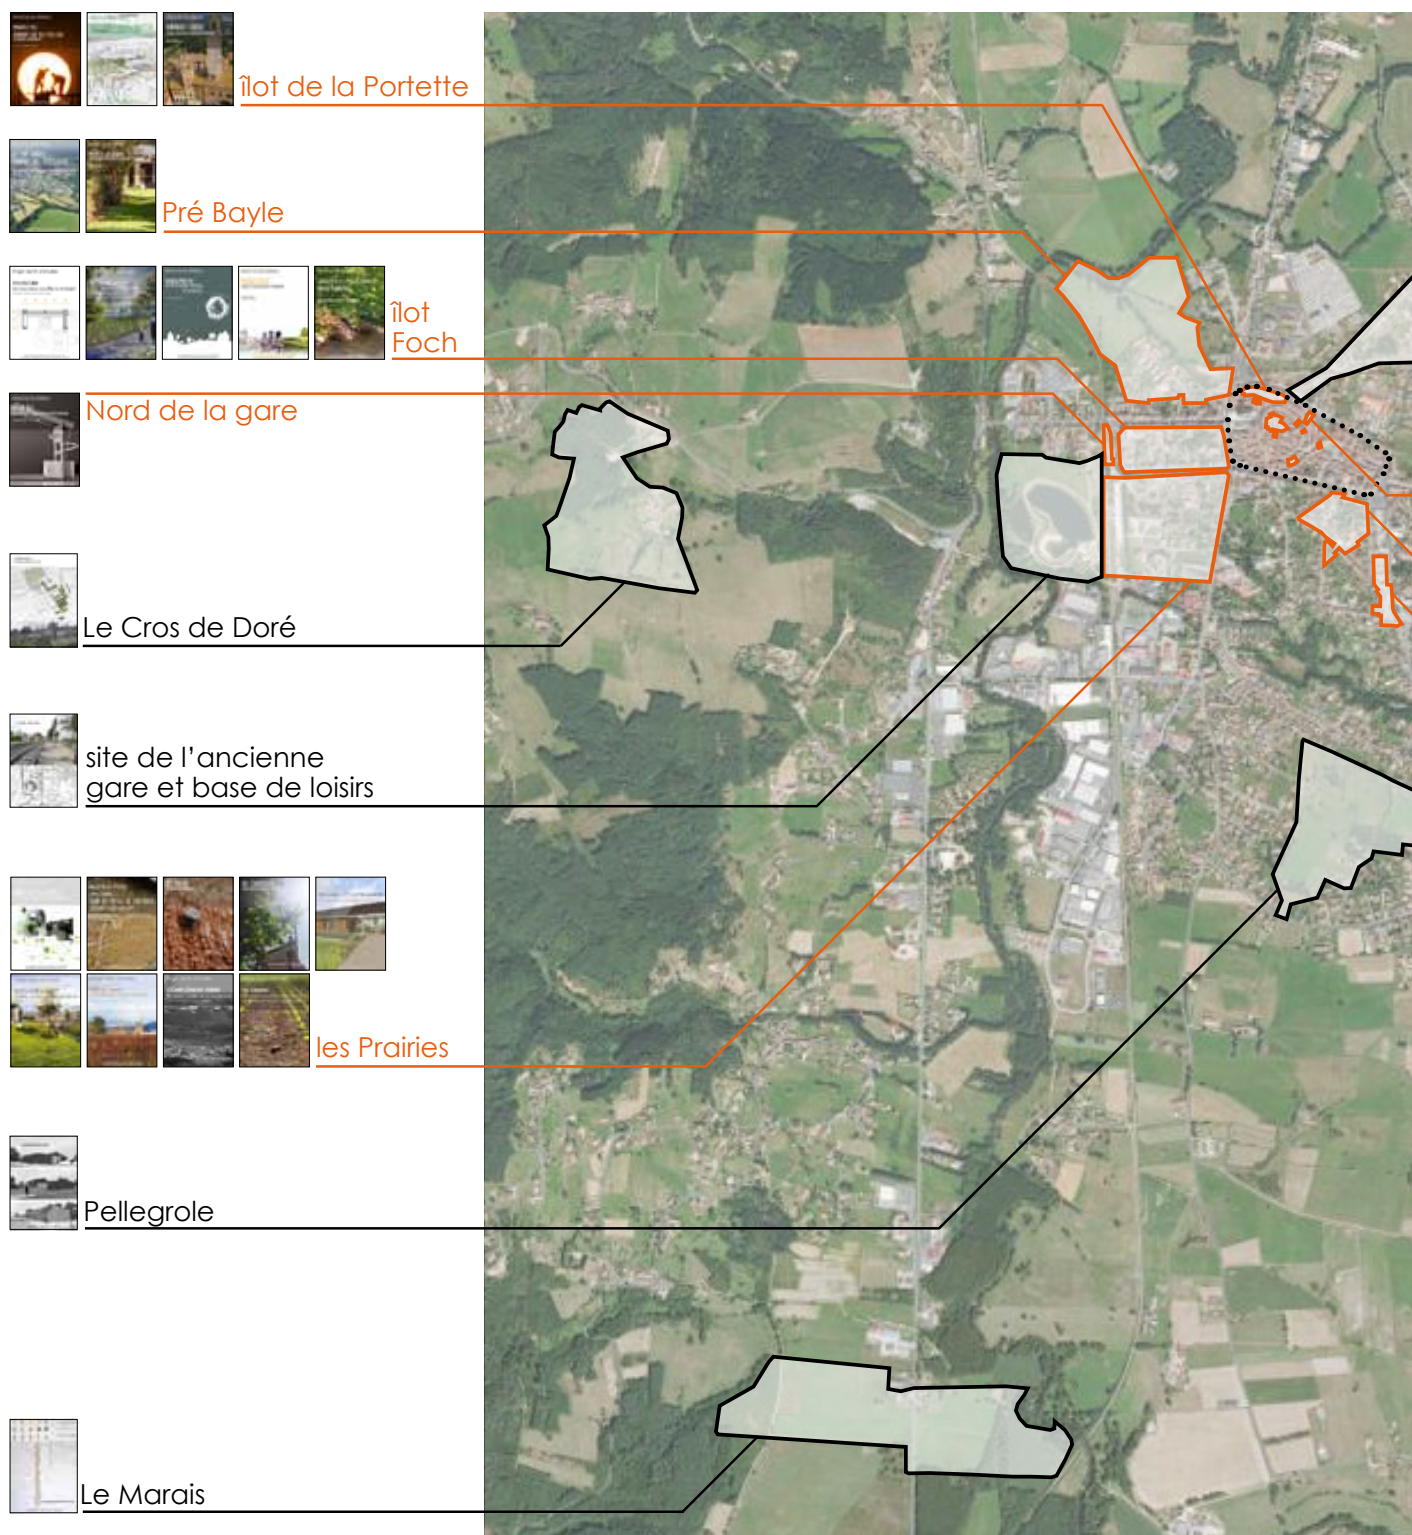 îlot de la Portette
Pré Bayle
îlot
Foch
Nord de la gare
Le Cros de Doré
site de l’ancienne
gare et base de loisirs
les Prairies
Pellegrole
Le Marais